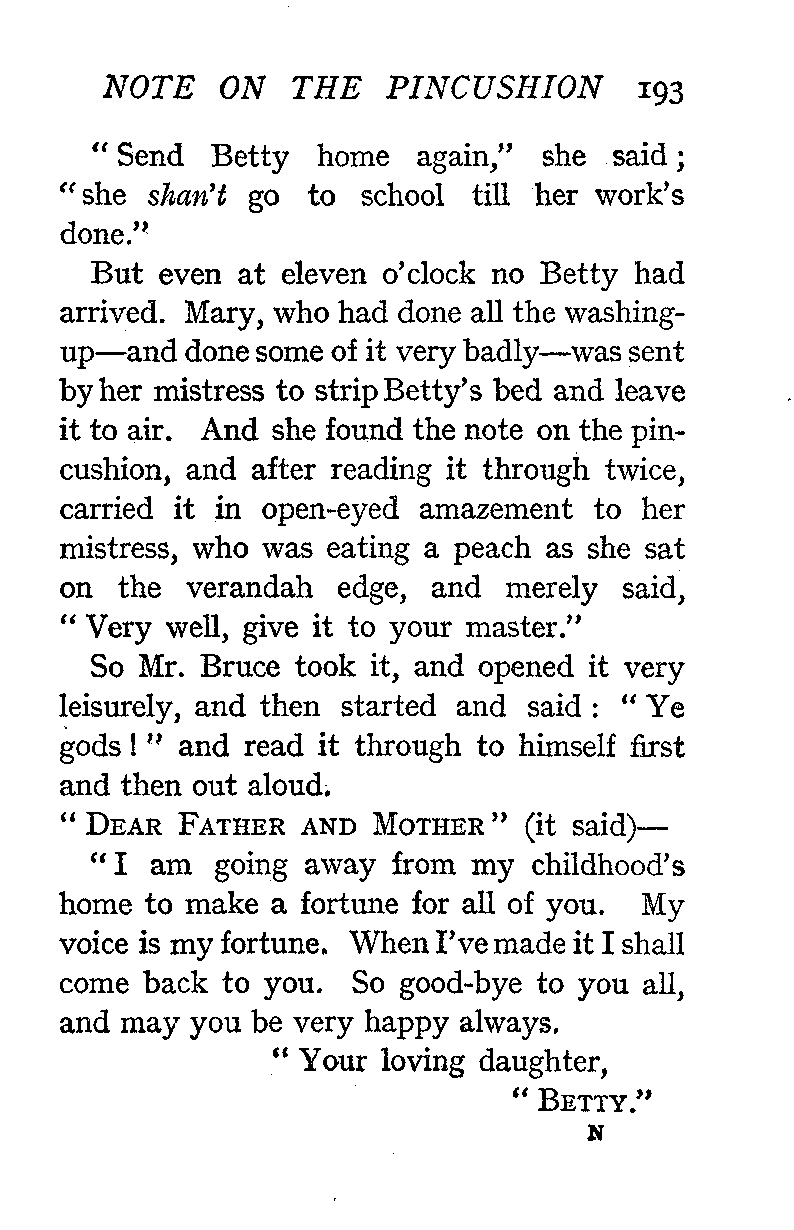 NOTE ON THE PINCUSHION 193
“ Send Betty home again,” she said ;
“ she shan’t go to school till her work’s
done.”
But even at eleven o’clock no Betty had
arrived. Mary, who had done all the washing-
up—and done some of it very badly—was sent
by her mistress to strip Betty’s bed and leave
it to air. And she found the note on the pin-
cushion, and after reading it through twice,
carried it in open-eyed amazement to her
mistress, who was eating a peach as she sat
on the verandah edge, and merely said,
“ Very well, give it to your master.”
So Mr. Bruce took it, and opened it very
leisurely, and then started and said : “ Ye
gods ! ” and read it through to himself first
and then out aloud.
“ DEAR FATHER AND MOTHER ” (it said)—
“ I am going away from my childhood’s
home to make a fortune for all of you. My
voice is my fortune. When I’ve made it I shall
come back to you. So good-bye to you all,
and may you be very happy always.
“ Your loving daughter,
“ BETTY.”
N